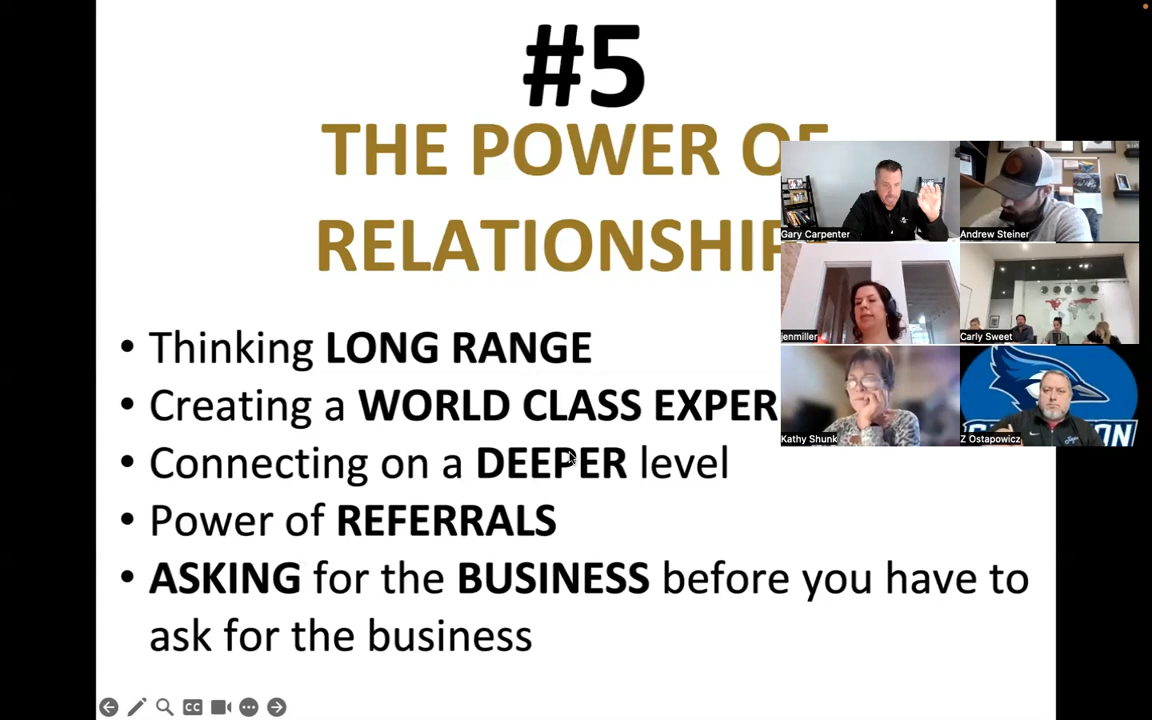 #5
THE POWER OF
RELATIONSHIP
• Thinking LONG RANGE
• Creating a WORLD CLASS EXPER
• Connecting on a DEEPER level
• Power of REFERRALS
• ASKING for the BUSINESS before you have to
ask for the business
Gary Carpenter
Andrew Steiner
jenmiller
Carly Sweet
Kathy Shunk
Z Ostapowicz
CC